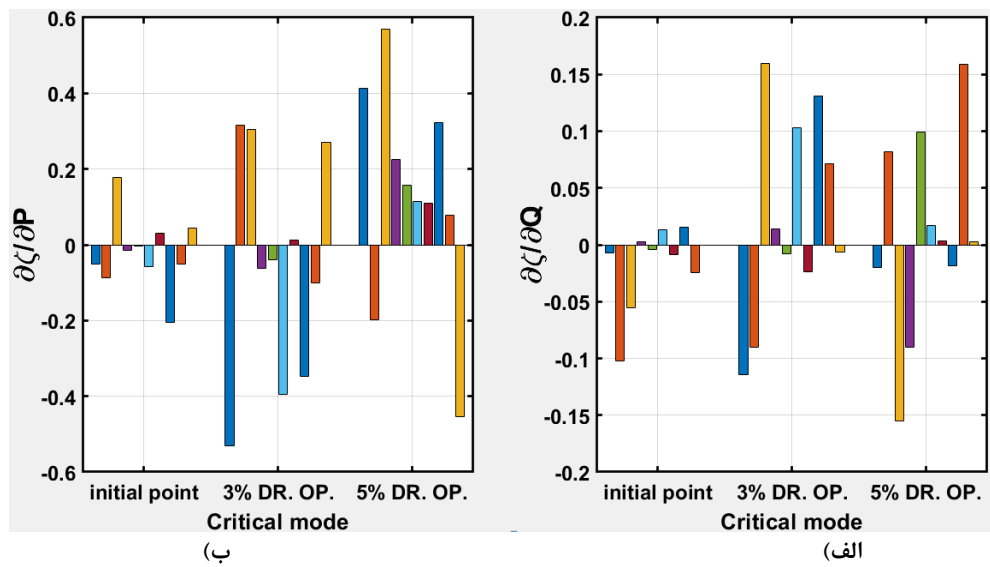 0.6
0.4
0.2
0
-0.2
-0.4
-0.6
∂ζ/∂P
initial point
3% DR. OP.
5% DR. OP.
Critical mode
ب)
0.2
0.15
0.1
0.05
0
-0.05
-0.1
-0.15
-0.2
∂ζ/∂Q
initial point
3% DR. OP.
5% DR. OP.
Critical mode
الف)